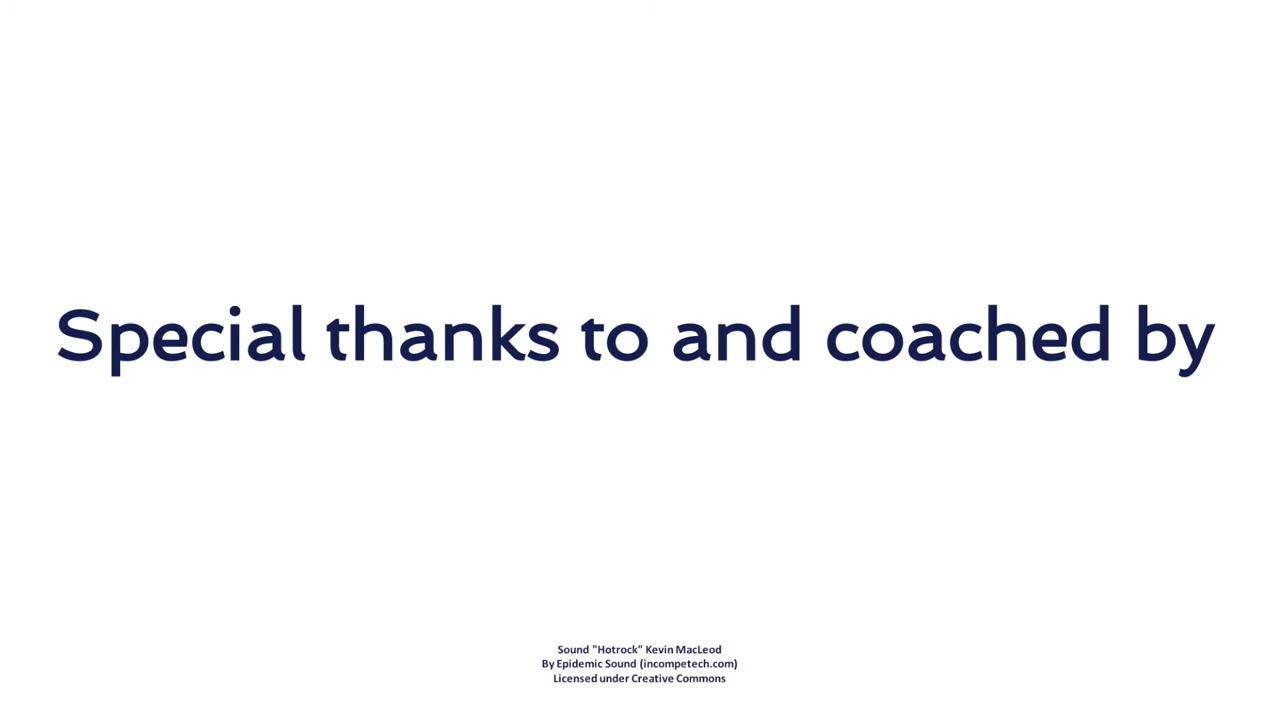 Special thanks to and coached by
Sound "Hotrock" Kevin MacLeod
By Epidemic Sound (incompetech.com)
Licensed under Creative Commons